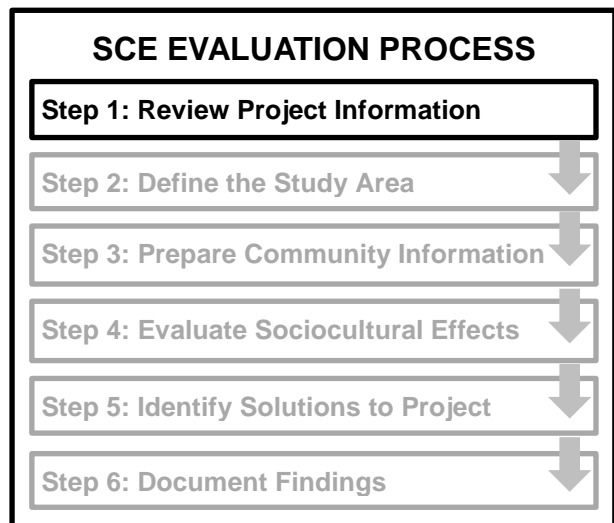 SCE EVALUATION PROCESS
Step 1: Review Project Information
Step 2: Define the Study Area
Step 3: Prepare Community Information
Step 4: Evaluate Sociocultural Effects
Step 5: Identify Solutions to Project
Step 6: Document Findings